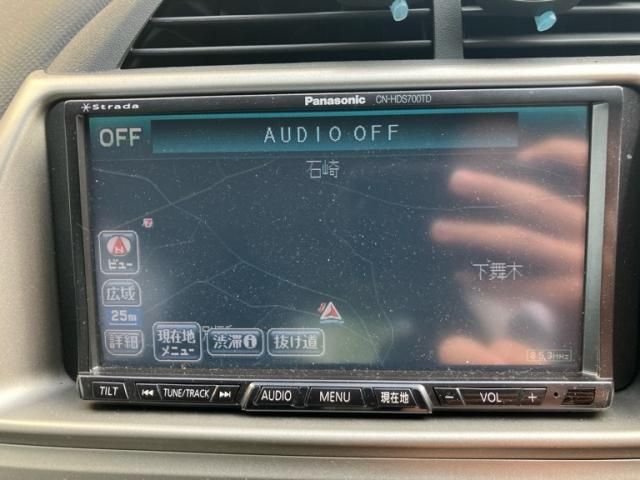 Strada Panasonic CN-HDS700TD
OFF AUDIO OFF
石崎
ビュー
下舞木
広域
25m
詳細
現在地
メニュー
渋滞
抜け道
85.3MHz
TILT TUNE/TRACK AUDIO MENU 現在地 − VOL +